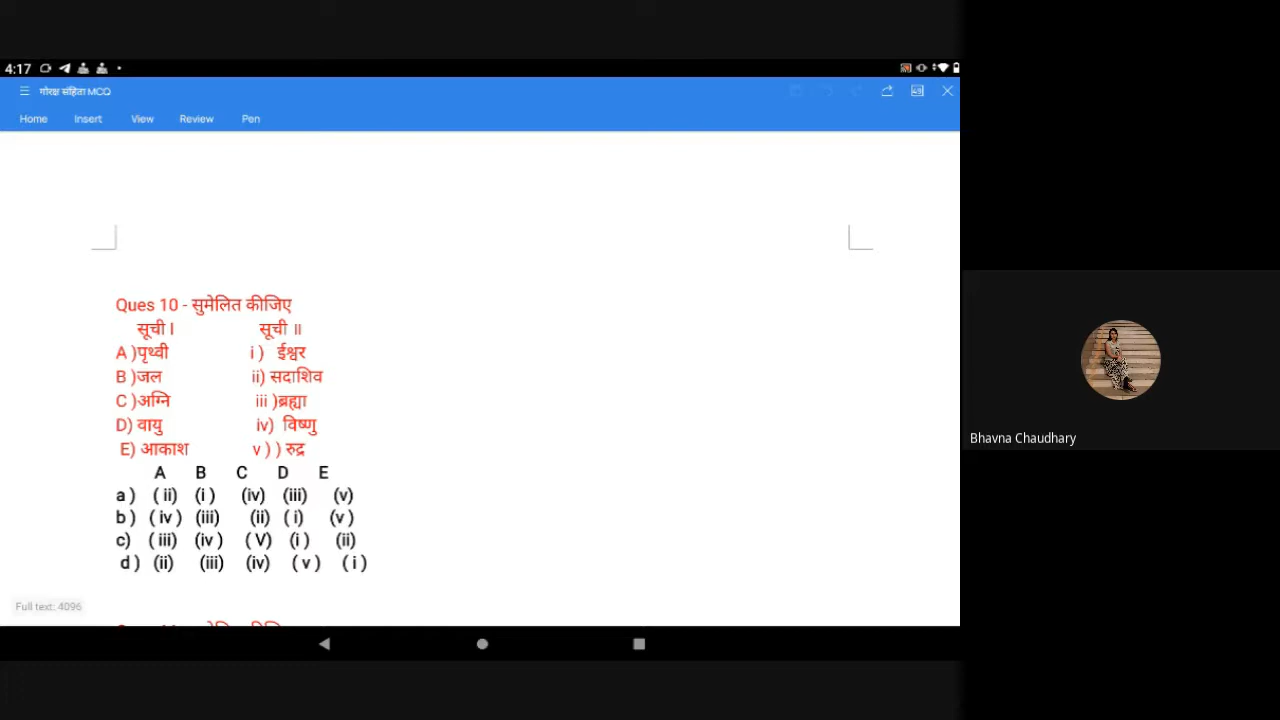 4:17
गोरक्ष संहिता MCQ
Home Insert View Review Pen
Ques 10 - सुमेलित कीजिए
सूची I सूची II
A )पृथ्वी i ) ईश्वर
B )जल ii) सदाशिव
C )अग्नि iii )ब्रह्मा
D) वायु iv) विष्णु
E) आकाश v ) ) रुद्र
A B C D E
a ) ( ii) (i ) (iv) (iii) (v)
b ) ( iv ) (iii) (ii) ( i) (v )
c) ( iii) (iv ) ( V) (i ) (ii)
d ) (ii) (iii) (iv) ( v ) ( i )
Full text: 4096
Bhavna Chaudhary